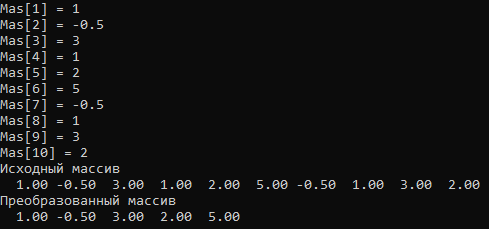 Mas[1] = 1
Mas[2] = -0.5
Mas[3] = 3
Mas[4] = 1
Mas[5] = 2
Mas[6] = 5
Mas[7] = -0.5
Mas[8] = 1
Mas[9] = 3
Mas[10] = 2
Исходный массив
  1.00 -0.50  3.00  1.00  2.00  5.00 -0.50  1.00  3.00  2.00
Преобразованный массив
  1.00 -0.50  3.00  2.00  5.00